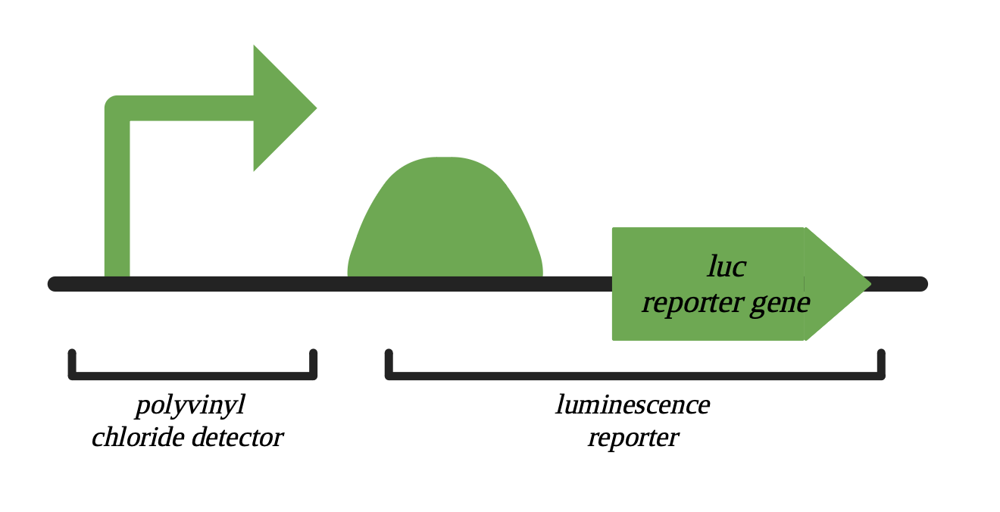 luc
reporter gene
polyvinyl
chloride detector
luminescence
reporter